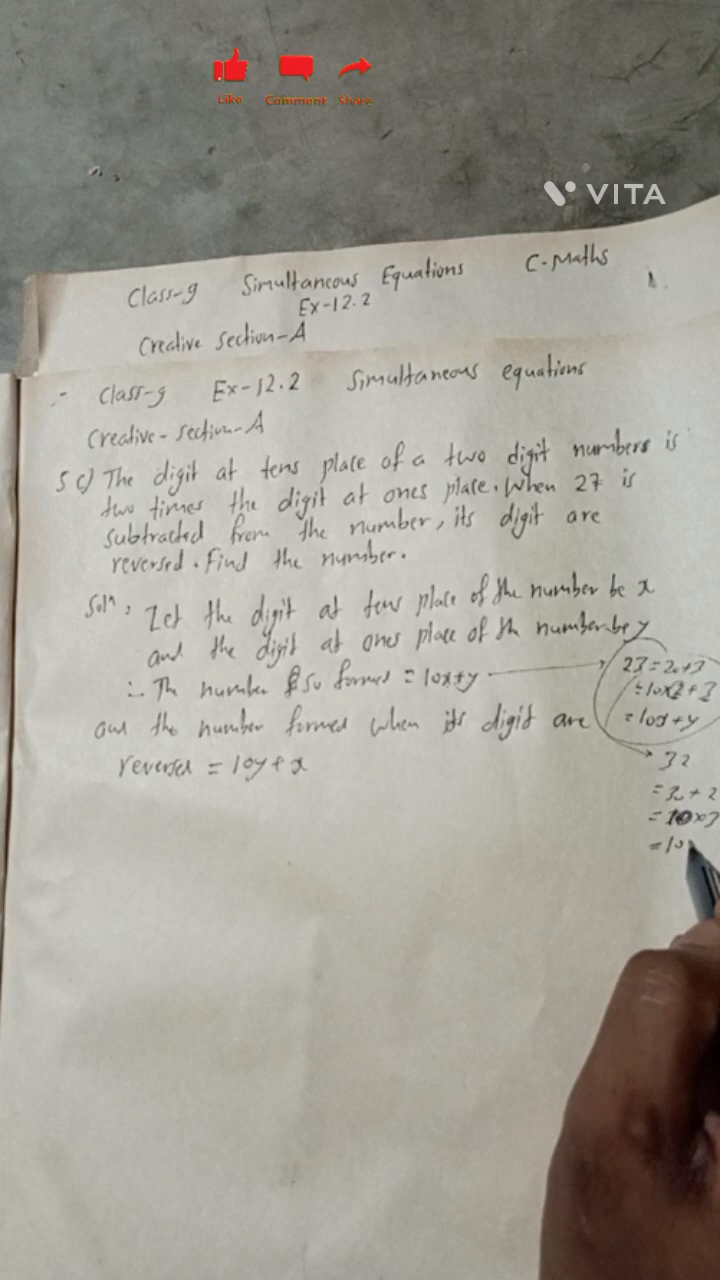 Like Comment Share
VITA
Class-9 Simultaneous Equations C-Maths
Ex-12.2
Creative Section-A
:- Class-9 Ex-12.2 Simultaneous equations
Creative-section-A
5 c) The digit at tens place of a two digit numbers is
two times the digit at ones place. When 27 is
subtracted from the number, its digit are
reversed. Find the number.
Solⁿ: Let the digit at tens place of the number be x
and the digit at ones place of the number be y
∴ The number so formed = 10x+y
23 = 20+3
= 10x2+3
= 10x+y
and the number formed when its digit are
reversed = 10y+x
32
= 30+2
= 10×3
= 10